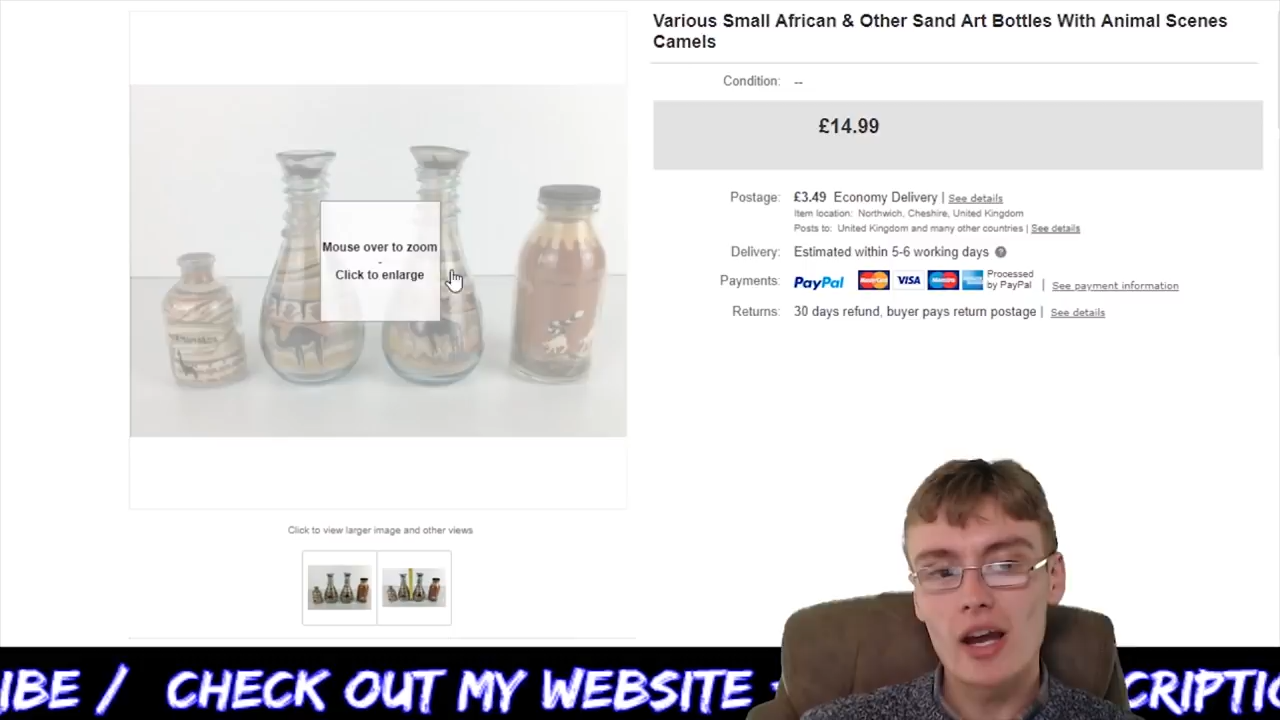 Various Small African & Other Sand Art Bottles With Animal Scenes
Camels
Condition: --
£14.99
Postage: £3.49 Economy Delivery | See details
Item location: Northwich, Cheshire, United Kingdom
Posts to: United Kingdom and many other countries | See details
Delivery: Estimated within 5-6 working days ?
Payments: PayPal MasterCard VISA Maestro Processed
by PayPal | See payment information
Returns: 30 days refund, buyer pays return postage | See details
Mouse over to zoom
-
Click to enlarge
Click to view larger image and other views
IBE / CHECK OUT MY WEBSITE CRIPTIO